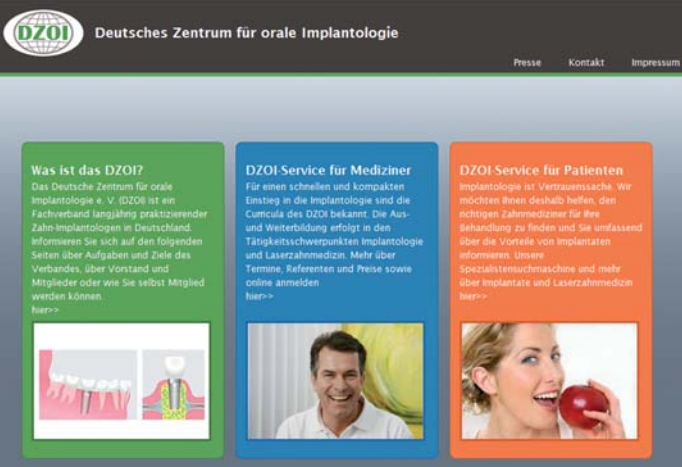 DZOI
Deutsches Zentrum für orale Implantologie
Presse Kontakt Impressum
Was ist das DZOI?
Das Deutsche Zentrum für orale
Implantologie e. V. (DZOI) ist ein
Fachverband langjährig praktizierender
Zahn-Implantologen in Deutschland.
Informieren Sie sich auf den folgenden
Seiten über Aufgaben und Ziele des
Verbandes, über Vorstand und
Mitglieder oder wie Sie selbst Mitglied
werden können.
hier>>
DZOI-Service für Mediziner
Für einen schnellen und kompakten
Einstieg in die Implantologie sind die
Curricula des DZOI bekannt. Die Aus-
und Weiterbildung erfolgt in den
Tätigkeitsschwerpunkten Implantologie
und Laserzahnmedizin. Mehr über
Termine, Referenten und Preise sowie
online anmelden
hier>>
DZOI-Service für Patienten
Implantologie ist Vertrauenssache. Wir
möchten Ihnen deshalb helfen, den
richtigen Zahnmediziner für Ihre
Behandlung zu finden und Sie umfassend
über die Vorteile von Implantaten
informieren. Unsere
Spezialistensuchmaschine und mehr
über Implantate und Laserzahnmedizin
hier>>